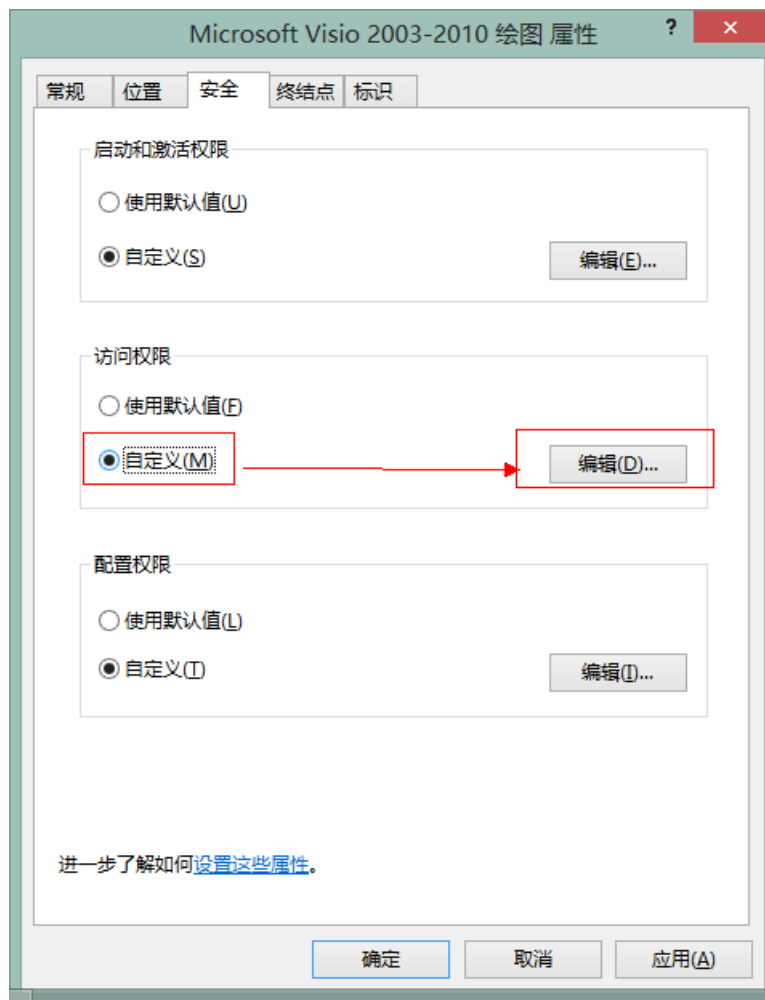 Microsoft Visio 2003-2010 绘图 属性
? ×
常规 位置 安全 终结点 标识
启动和激活权限
使用默认值(U)
自定义(S) 编辑(E)...
访问权限
使用默认值(F)
自定义(M) 编辑(D)...
配置权限
使用默认值(L)
自定义(T) 编辑(I)...
进一步了解如何设置这些属性。
确定 取消 应用(A)